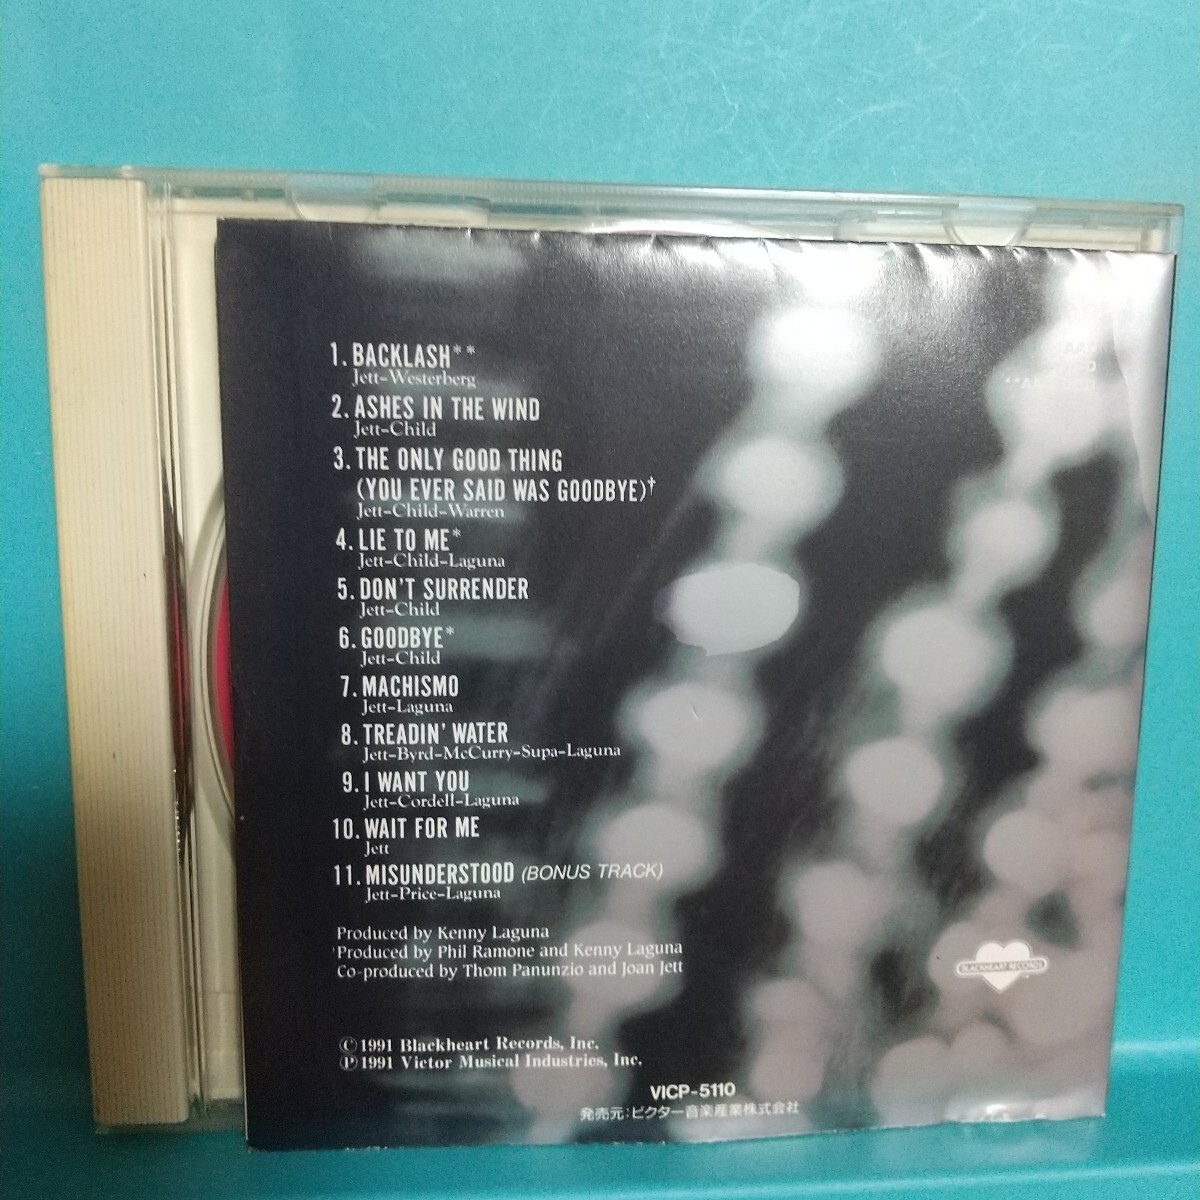 1. BACKLASH**
Jett-Westerberg
2. ASHES IN THE WIND
Jett-Child
3. THE ONLY GOOD THING
(YOU EVER SAID WAS GOODBYE)†
Jett-Child-Warren
4. LIE TO ME*
Jett-Child-Laguna
5. DON'T SURRENDER
Jett-Child
6. GOODBYE*
Jett-Child
7. MACHISMO
Jett-Laguna
8. TREADIN' WATER
Jett-Byrd-McCurry-Supa-Laguna
9. I WANT YOU
Jett-Cordell-Laguna
10. WAIT FOR ME
Jett
11. MISUNDERSTOOD (BONUS TRACK)
Jett-Price-Laguna
Produced by Kenny Laguna
Produced by Phil Ramone and Kenny Laguna
Co-produced by Thom Panunzio and Joan Jett
BLACKHEART RECORDS
Ⓒ1991 Blackheart Records, Inc.
Ⓟ1991 Victor Musical Industries, Inc.
VICP-5110
発売元:ビクター音楽産業株式会社